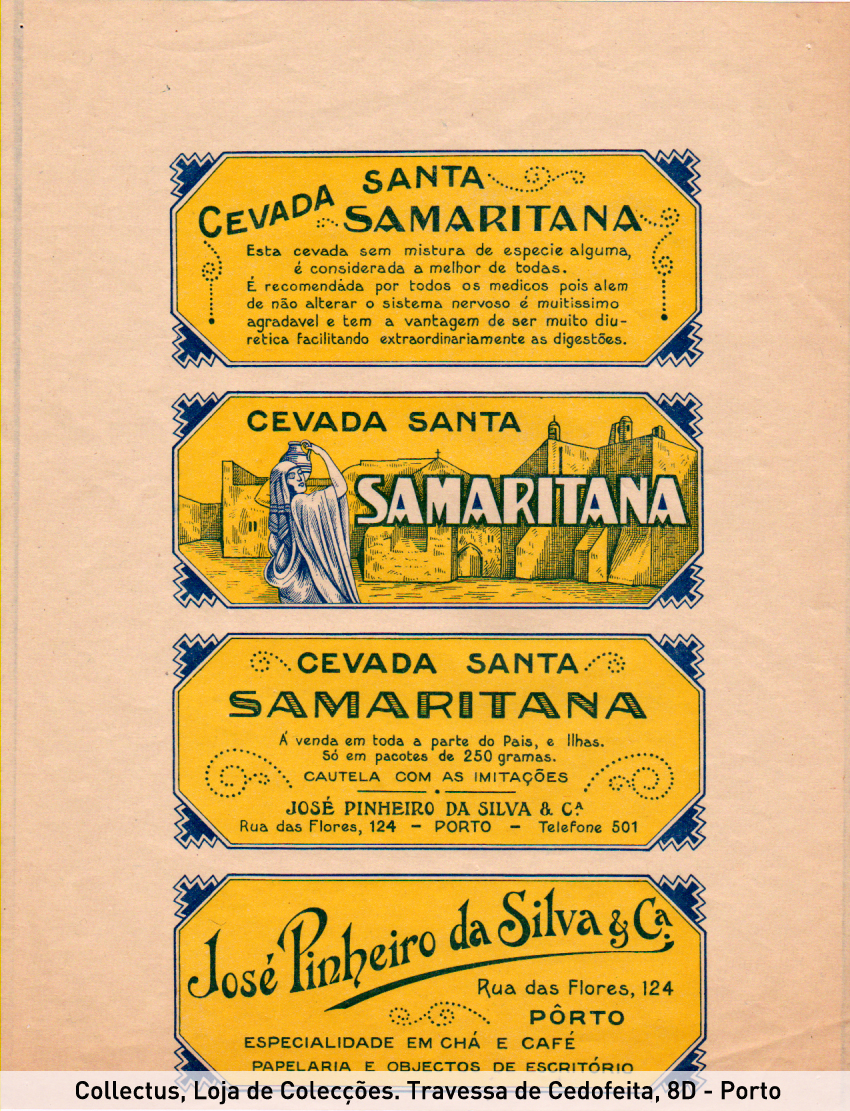 CEVADA SANTA
SAMARITANA
Esta cevada sem mistura de especie alguma,
é considerada a melhor de todas.
É recomendàda por todos os medicos pois alem
de não alterar o sistema nervoso é muitissimo
agradavel e tem a vantagem de ser muito diu-
retica facilitando extraordinariamente as digestões.
CEVADA SANTA
SAMARITANA
CEVADA SANTA
SAMARITANA
Á venda em toda a parte do Pais, e Ilhas.
Só em pacotes de 250 gramas.
CAUTELA COM AS IMITAÇÕES
JOSÉ PINHEIRO DA SILVA & C.ª
Rua das Flores, 124 - PORTO - Telefone 501
José Pinheiro da Silva & Cª.
Rua das Flores, 124
PÔRTO
ESPECIALIDADE EM CHÁ E CAFÉ
PAPELARIA E OBJECTOS DE ESCRITÓRIO
Collectus, Loja de Colecções. Travessa de Cedofeita, 8D - Porto